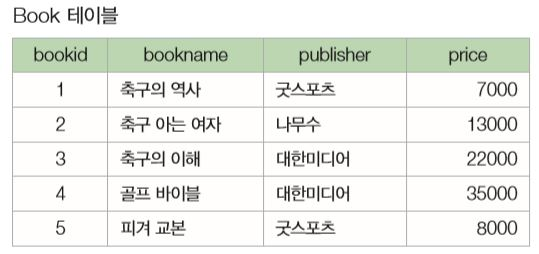 Book 테이블
bookid bookname publisher price
1 축구의 역사 굿스포츠 7000
2 축구 아는 여자 나무수 13000
3 축구의 이해 대한미디어 22000
4 골프 바이블 대한미디어 35000
5 피겨 교본 굿스포츠 8000